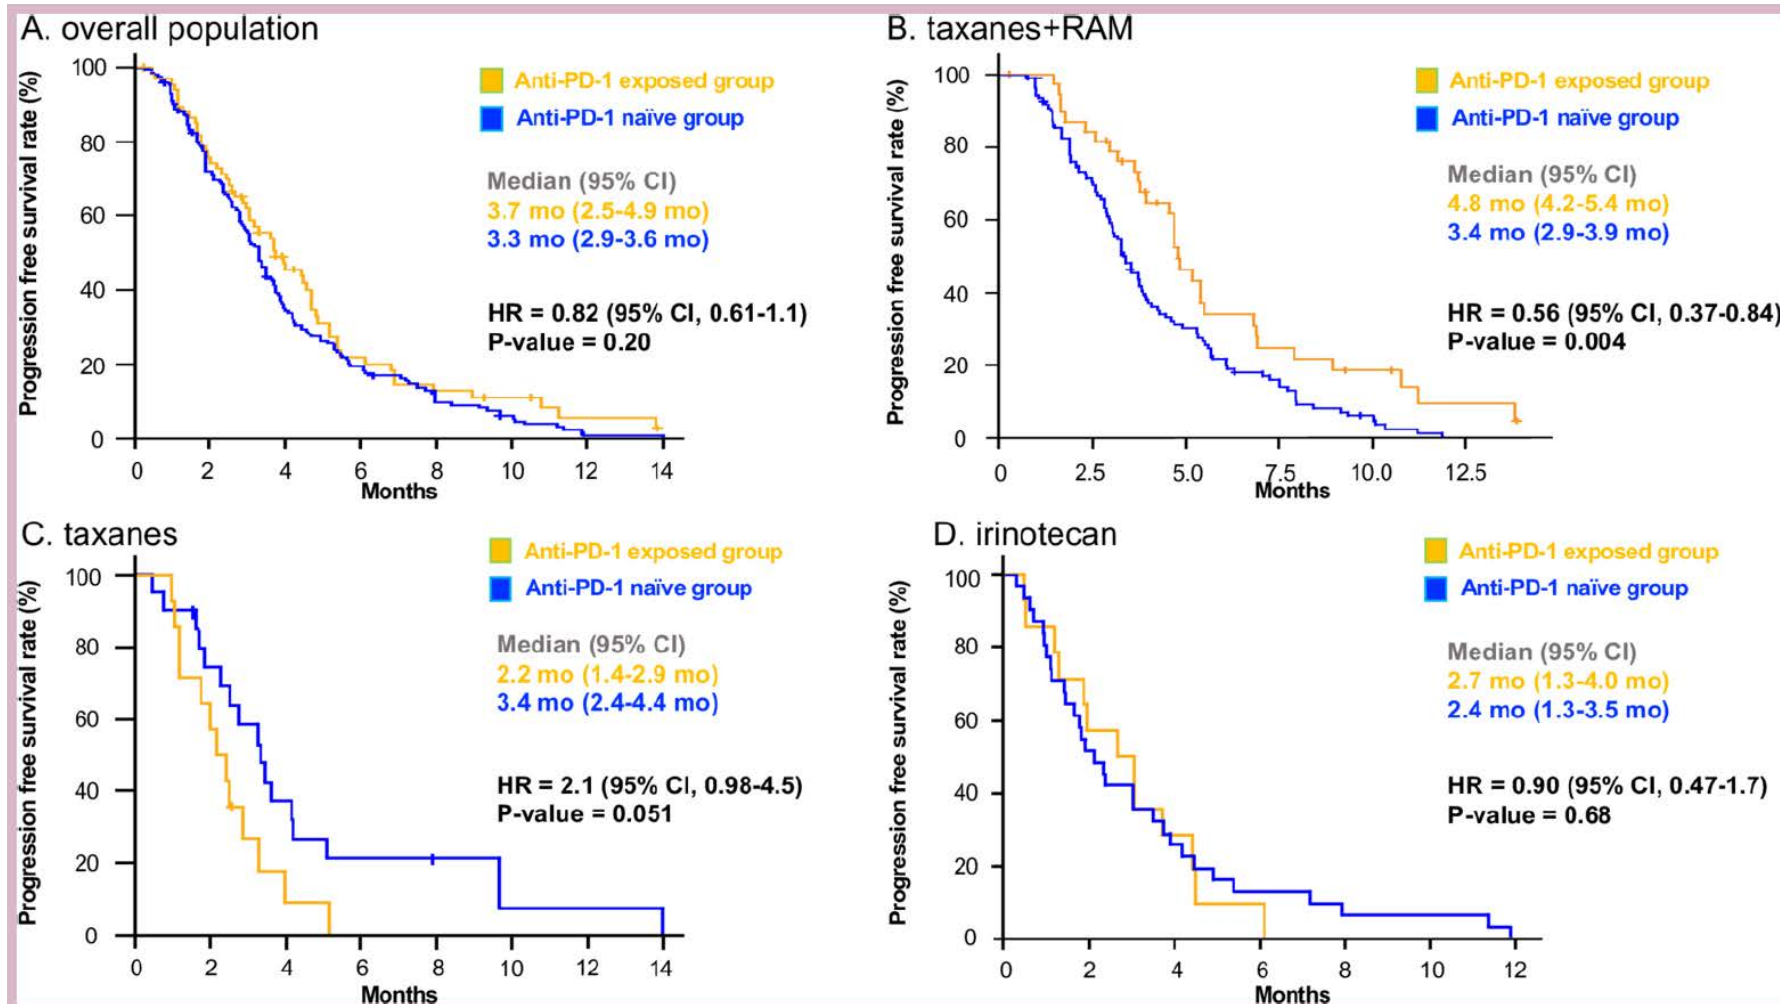 A. overall population
Progression free survival rate (%)
100
80
60
40
20
0
Anti-PD-1 exposed group
Anti-PD-1 naïve group
Median (95% CI)
3.7 mo (2.5-4.9 mo)
3.3 mo (2.9-3.6 mo)
HR = 0.82 (95% CI, 0.61-1.1)
P-value = 0.20
0 2 4 6 8 10 12 14
Months
B. taxanes+RAM
Progression free survival rate (%)
100
80
60
40
20
0
Anti-PD-1 exposed group
Anti-PD-1 naïve group
Median (95% CI)
4.8 mo (4.2-5.4 mo)
3.4 mo (2.9-3.9 mo)
HR = 0.56 (95% CI, 0.37-0.84)
P-value = 0.004
0 2.5 5.0 7.5 10.0 12.5
Months
C. taxanes
Progression free survival rate (%)
100
80
60
40
20
0
Anti-PD-1 exposed group
Anti-PD-1 naïve group
Median (95% CI)
2.2 mo (1.4-2.9 mo)
3.4 mo (2.4-4.4 mo)
HR = 2.1 (95% CI, 0.98-4.5)
P-value = 0.051
0 2 4 6 8 10 12 14
Months
D. irinotecan
Progression free survival rate (%)
100
80
60
40
20
0
Anti-PD-1 exposed group
Anti-PD-1 naïve group
Median (95% CI)
2.7 mo (1.3-4.0 mo)
2.4 mo (1.3-3.5 mo)
HR = 0.90 (95% CI, 0.47-1.7)
P-value = 0.68
0 2 4 6 8 10 12
Months